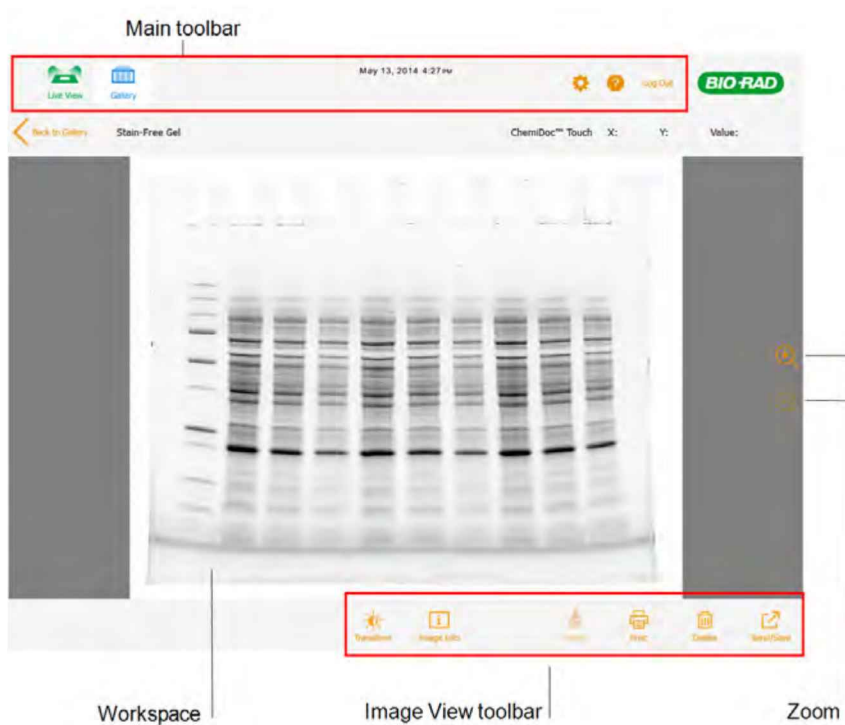 Main toolbar
Live View Gallery May 13, 2014 4:27 PM ? Log Out BIO-RAD
Back to Gallery Stain-Free Gel ChemiDoc™ Touch X: Y: Value:
Transform Image Info Print Delete Send/Save
Workspace Image View toolbar Zoom